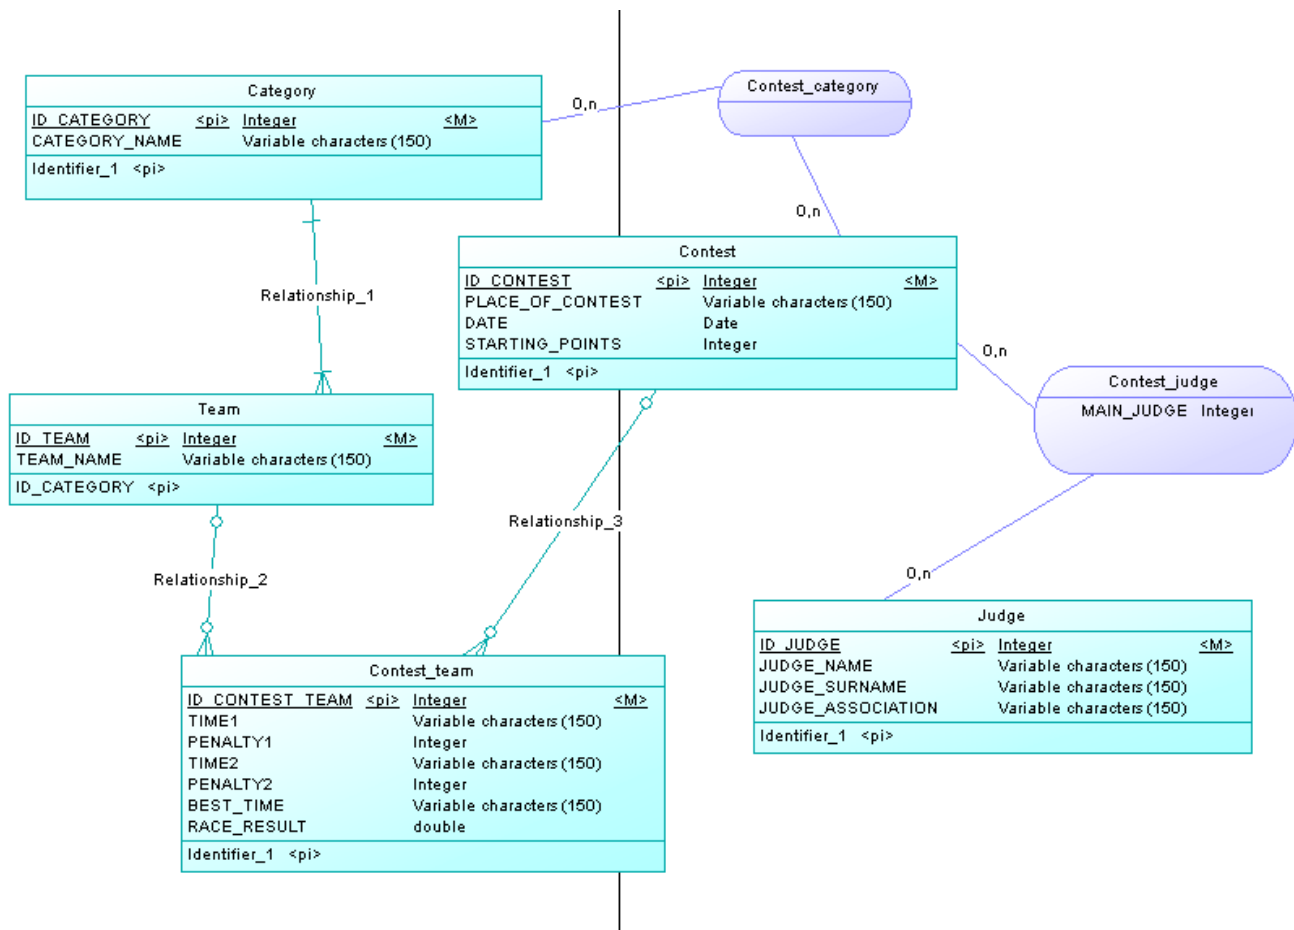 Category
ID_CATEGORY <pi> Integer <M>
CATEGORY_NAME Variable characters (150)
Identifier_1 <pi>
0,n
Contest_category
0,n
Contest
ID_CONTEST <pi> Integer <M>
PLACE_OF_CONTEST Variable characters (150)
DATE Date
STARTING_POINTS Integer
Identifier_1 <pi>
Relationship_1
0,n
Contest_judge
MAIN_JUDGE Integer
Team
ID_TEAM <pi> Integer <M>
TEAM_NAME Variable characters (150)
ID_CATEGORY <pi>
Relationship_3
Relationship_2
0,n
Judge
ID_JUDGE <pi> Integer <M>
JUDGE_NAME Variable characters (150)
JUDGE_SURNAME Variable characters (150)
JUDGE_ASSOCIATION Variable characters (150)
Identifier_1 <pi>
Contest_team
ID_CONTEST_TEAM <pi> Integer <M>
TIME1 Variable characters (150)
PENALTY1 Integer
TIME2 Variable characters (150)
PENALTY2 Integer
BEST_TIME Variable characters (150)
RACE_RESULT double
Identifier_1 <pi>